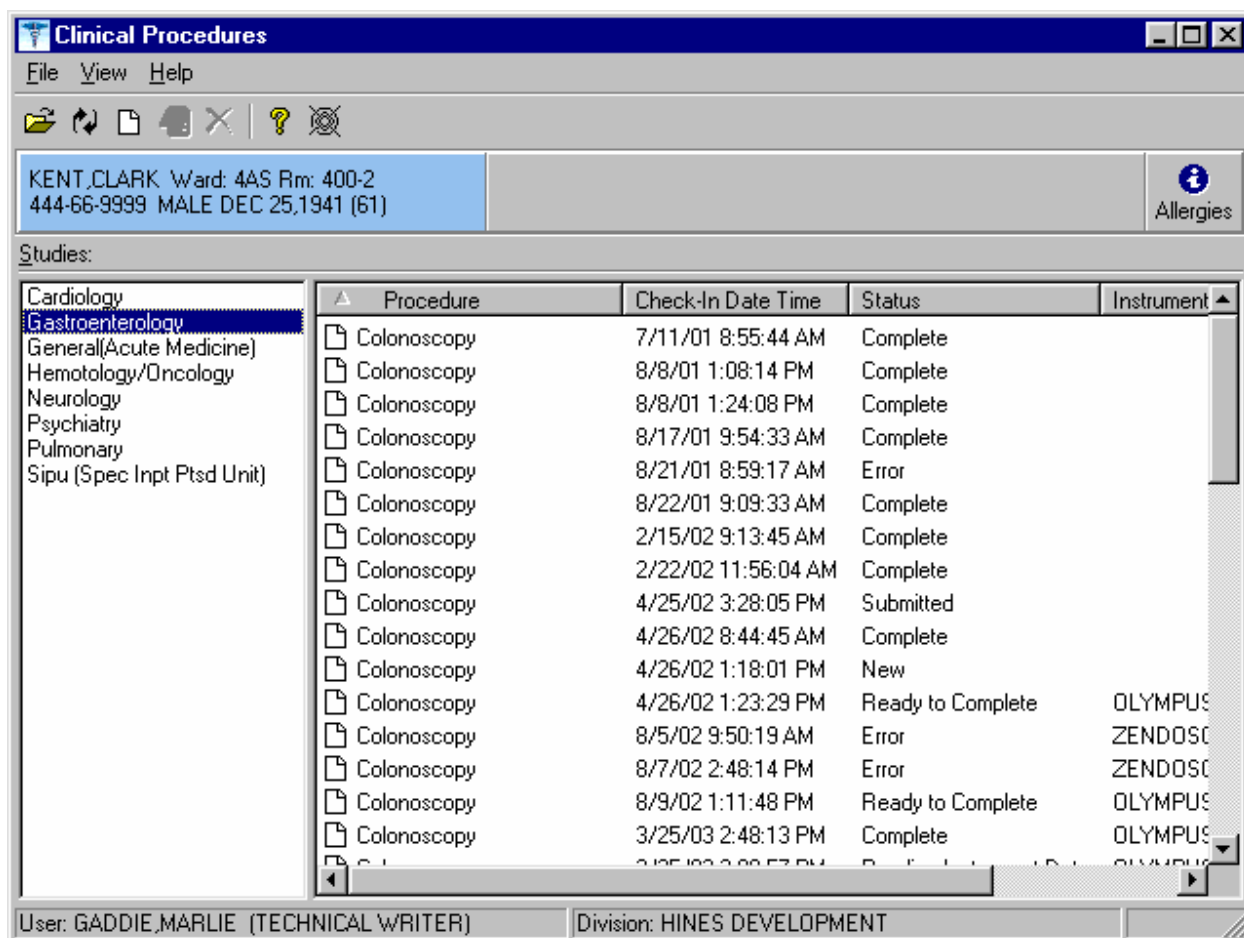 Clinical Procedures
File View Help
KENT,CLARK Ward: 4AS Rm: 400-2
444-66-9999 MALE DEC 25,1941 (61)
Allergies
Studies:
Cardiology
Gastroenterology
General(Acute Medicine)
Hemotology/Oncology
Neurology
Psychiatry
Pulmonary
Sipu (Spec Inpt Ptsd Unit)
Procedure Check-In Date Time Status Instrument
Colonoscopy 7/11/01 8:55:44 AM Complete
Colonoscopy 8/8/01 1:08:14 PM Complete
Colonoscopy 8/8/01 1:24:08 PM Complete
Colonoscopy 8/17/01 9:54:33 AM Complete
Colonoscopy 8/21/01 8:59:17 AM Error
Colonoscopy 8/22/01 9:09:33 AM Complete
Colonoscopy 2/15/02 9:13:45 AM Complete
Colonoscopy 2/22/02 11:56:04 AM Complete
Colonoscopy 4/25/02 3:28:05 PM Submitted
Colonoscopy 4/26/02 8:44:45 AM Complete
Colonoscopy 4/26/02 1:18:01 PM New
Colonoscopy 4/26/02 1:23:29 PM Ready to Complete OLYMPUS
Colonoscopy 8/5/02 9:50:19 AM Error ZENDOSC
Colonoscopy 8/7/02 2:48:14 PM Error ZENDOSC
Colonoscopy 8/9/02 1:11:48 PM Ready to Complete OLYMPUS
Colonoscopy 3/25/03 2:48:13 PM Complete OLYMPUS
User: GADDIE,MARLIE (TECHNICAL WRITER) Division: HINES DEVELOPMENT